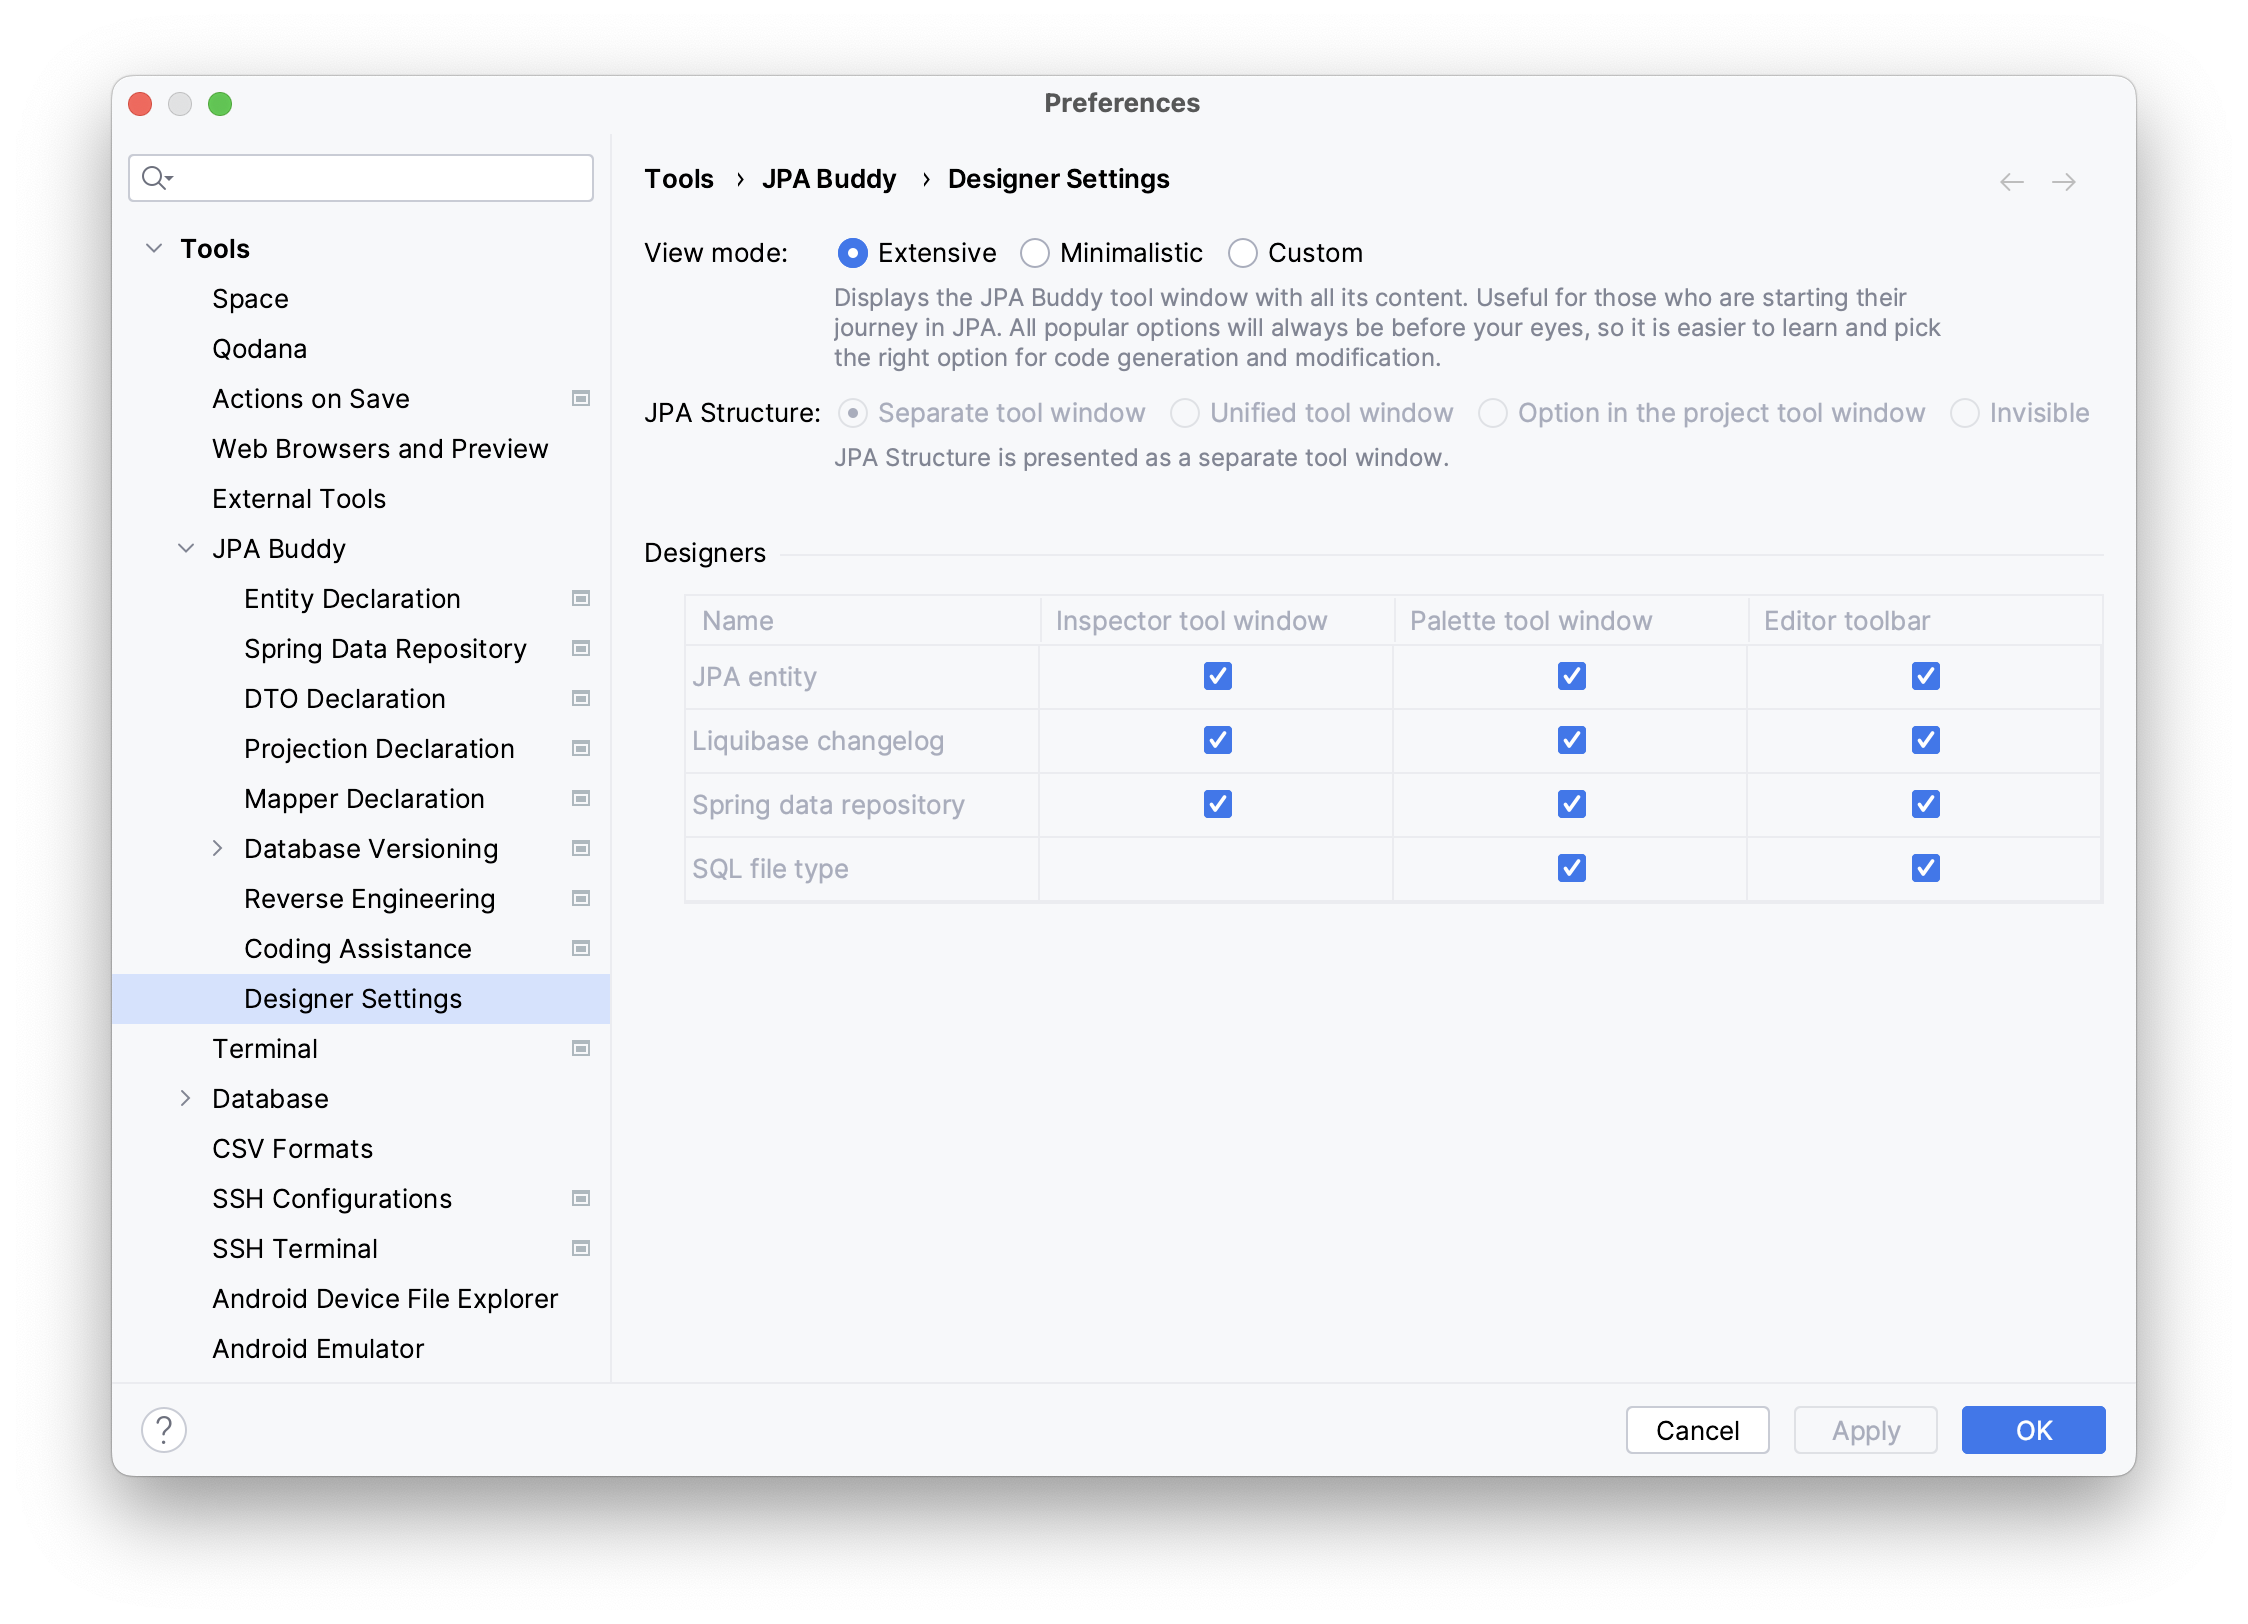 Preferences
Tools
Space
Qodana
Actions on Save
Web Browsers and Preview
External Tools
JPA Buddy
Entity Declaration
Spring Data Repository
DTO Declaration
Projection Declaration
Mapper Declaration
Database Versioning
Reverse Engineering
Coding Assistance
Designer Settings
Terminal
Database
CSV Formats
SSH Configurations
SSH Terminal
Android Device File Explorer
Android Emulator
Tools › JPA Buddy › Designer Settings
View mode: Extensive Minimalistic Custom
Displays the JPA Buddy tool window with all its content. Useful for those who are starting their
journey in JPA. All popular options will always be before your eyes, so it is easier to learn and pick
the right option for code generation and modification.
JPA Structure: Separate tool window Unified tool window Option in the project tool window Invisible
JPA Structure is presented as a separate tool window.
Designers
Name Inspector tool window Palette tool window Editor toolbar
JPA entity
Liquibase changelog
Spring data repository
SQL file type
? Cancel Apply OK